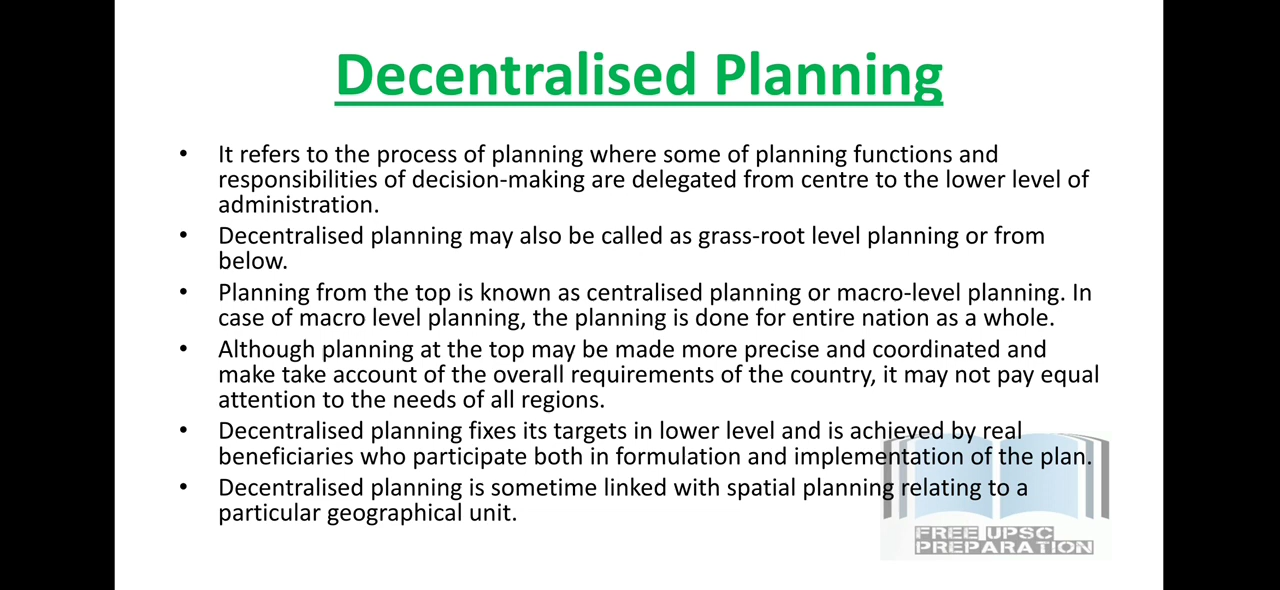 Decentralised Planning
• It refers to the process of planning where some of planning functions and
responsibilities of decision-making are delegated from centre to the lower level of
administration.
• Decentralised planning may also be called as grass-root level planning or from
below.
• Planning from the top is known as centralised planning or macro-level planning. In
case of macro level planning, the planning is done for entire nation as a whole.
• Although planning at the top may be made more precise and coordinated and
make take account of the overall requirements of the country, it may not pay equal
attention to the needs of all regions.
• Decentralised planning fixes its targets in lower level and is achieved by real
beneficiaries who participate both in formulation and implementation of the plan.
• Decentralised planning is sometime linked with spatial planning relating to a
particular geographical unit.
FREE UPSC
PREPARATION